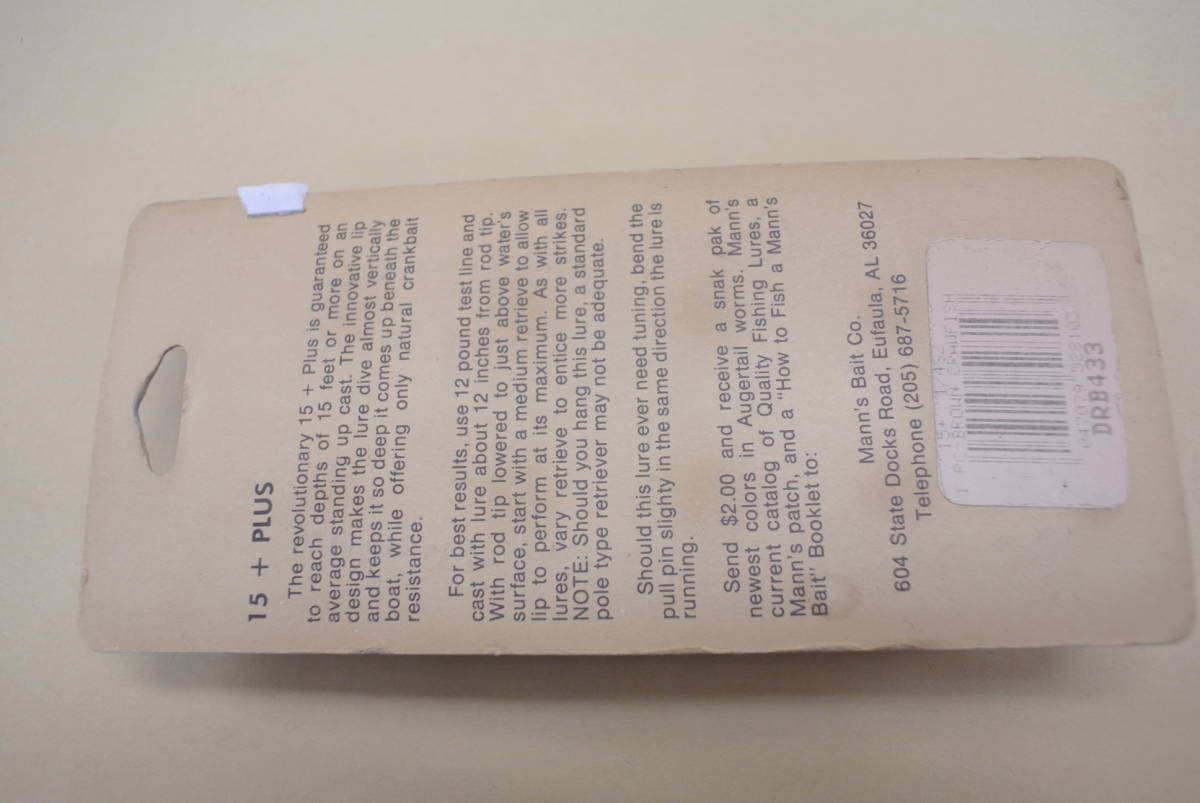 15 + PLUS
The revolutionary 15 + Plus is guaranteed
to reach depths of 15 feet or more on an
average standing up cast. The innovative lip
design makes the lure dive almost vertically
and keeps it so deep it comes up beneath the
boat, while offering only natural crankbait
resistance.
For best results, use 12 pound test line and
cast with lure about 12 inches from rod tip.
With rod tip lowered to just above water's
surface, start with a medium retrieve to allow
lip to perform at its maximum. As with all
lures, vary retrieve to entice more strikes.
NOTE: Should you hang this lure, a standard
pole type retriever may not be adequate.
Should this lure ever need tuning, bend the
pull pin slighty in the same direction the lure is
running.
Send $2.00 and receive a snak pak of
newest colors in Augertail worms. Mann's
current catalog of Quality Fishing Lures, a
Mann's patch, and a "How to Fish a Mann's
Bait" Booklet to:
Mann's Bait Co.
604 State Docks Road, Eufaula, AL 36027
Telephone (205) 687-5716
15+
BROWN CRAWFISH
DRB433